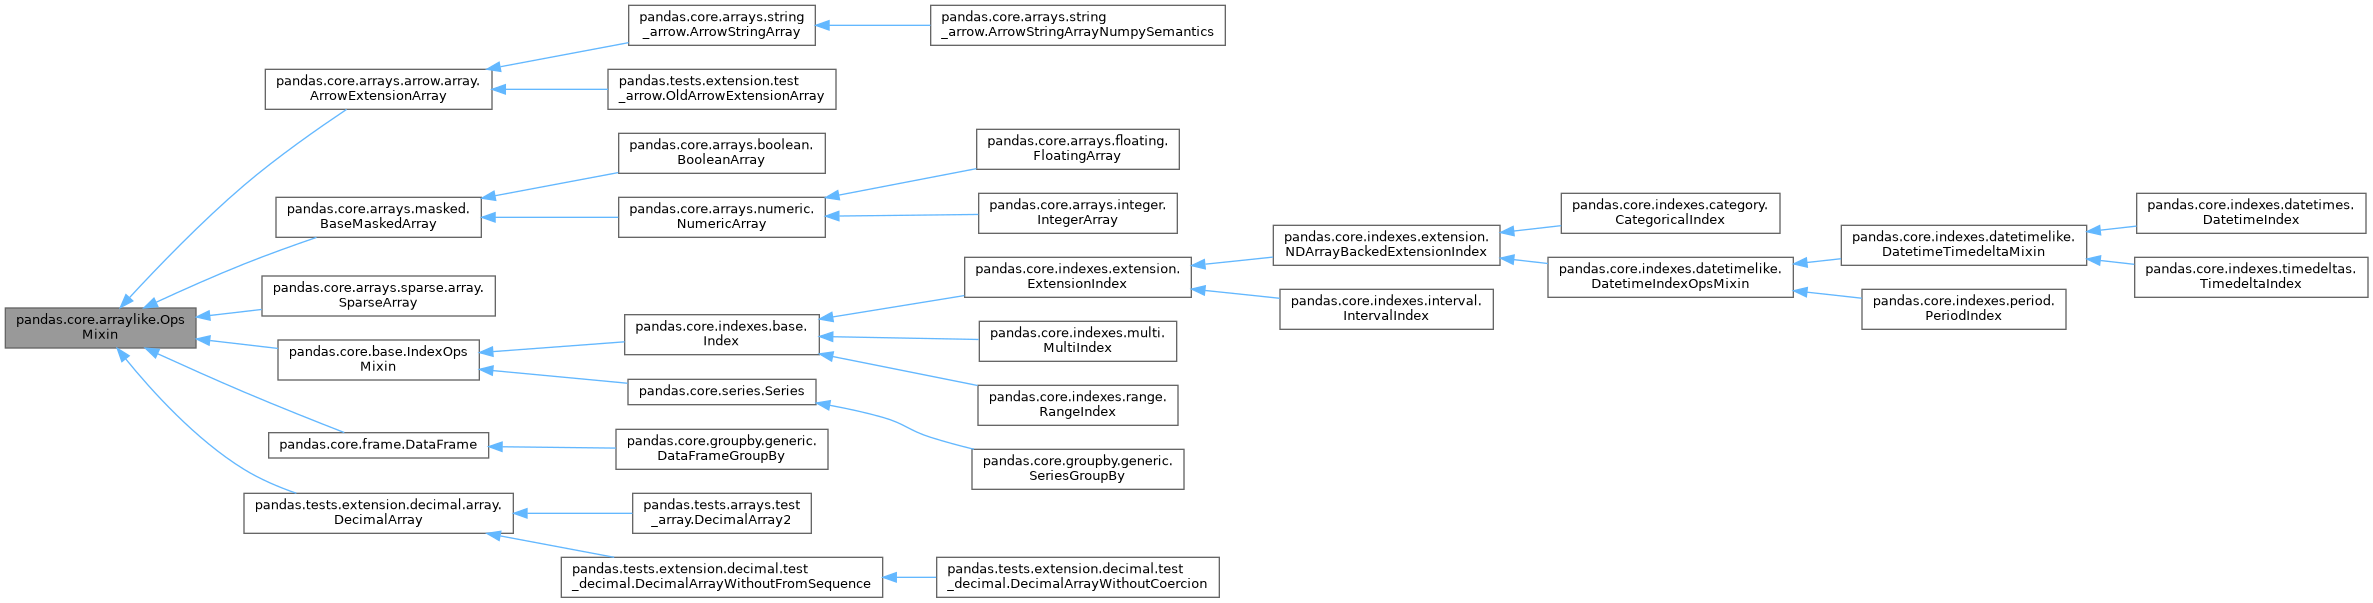 pandas.core.arraylike.Ops
Mixin
pandas.core.arrays.arrow.array.
ArrowExtensionArray
pandas.core.arrays.string
_arrow.ArrowStringArray
pandas.core.arrays.string
_arrow.ArrowStringArrayNumpySemantics
pandas.tests.extension.test
_arrow.OldArrowExtensionArray
pandas.core.arrays.masked.
BaseMaskedArray
pandas.core.arrays.boolean.
BooleanArray
pandas.core.arrays.numeric.
NumericArray
pandas.core.arrays.floating.
FloatingArray
pandas.core.arrays.integer.
IntegerArray
pandas.core.arrays.sparse.array.
SparseArray
pandas.core.base.IndexOps
Mixin
pandas.core.indexes.base.
Index
pandas.core.indexes.extension.
ExtensionIndex
pandas.core.indexes.extension.
NDArrayBackedExtensionIndex
pandas.core.indexes.category.
CategoricalIndex
pandas.core.indexes.datetimelike.
DatetimeIndexOpsMixin
pandas.core.indexes.datetimelike.
DatetimeTimedeltaMixin
pandas.core.indexes.datetimes.
DatetimeIndex
pandas.core.indexes.timedeltas.
TimedeltaIndex
pandas.core.indexes.period.
PeriodIndex
pandas.core.indexes.interval.
IntervalIndex
pandas.core.indexes.multi.
MultiIndex
pandas.core.indexes.range.
RangeIndex
pandas.core.series.Series
pandas.core.groupby.generic.
SeriesGroupBy
pandas.core.frame.DataFrame
pandas.core.groupby.generic.
DataFrameGroupBy
pandas.tests.extension.decimal.array.
DecimalArray
pandas.tests.arrays.test
_array.DecimalArray2
pandas.tests.extension.decimal.test
_decimal.DecimalArrayWithoutFromSequence
pandas.tests.extension.decimal.test
_decimal.DecimalArrayWithoutCoercion